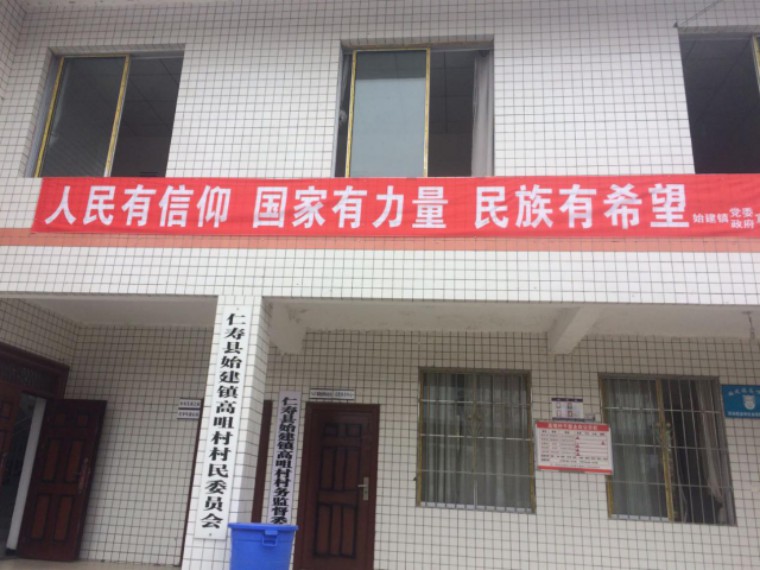 人民有信仰 国家有力量 民族有希望
始建镇 党委
政府
仁寿县始建镇高咀村村民委员会
仁寿县始建镇高咀村村务监督委